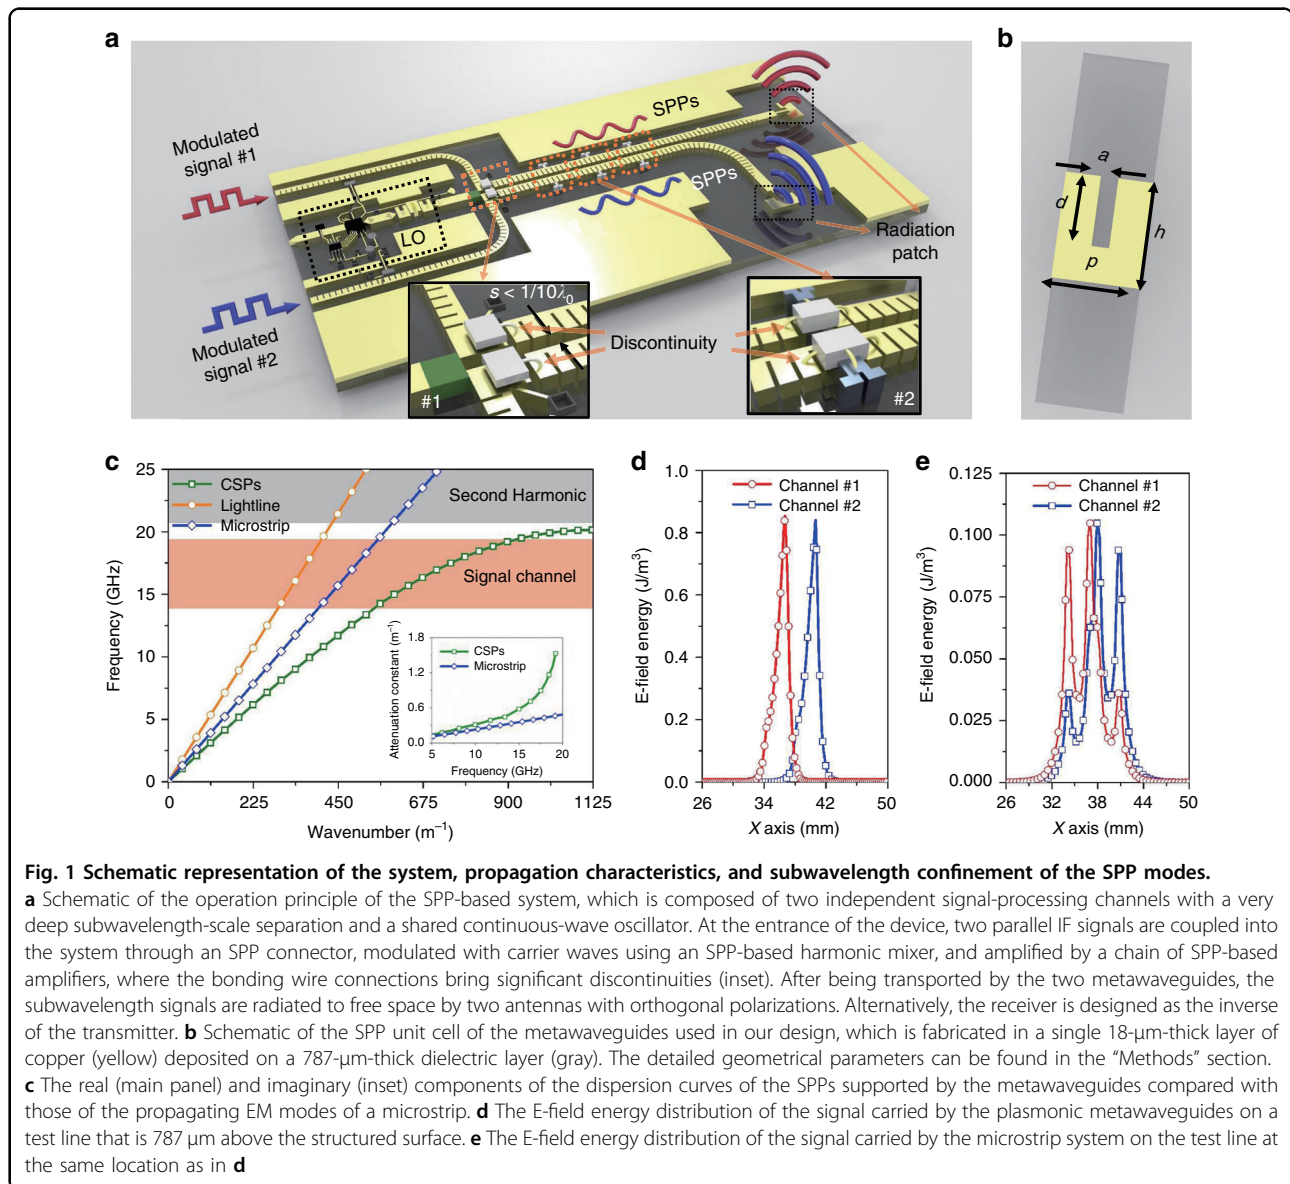 a
b
SPPs
Modulated
signal #1
SPPs
a
d
h
LO
Radiation
patch
p
s < 1/10λ0
Modulated
signal #2
Discontinuity
#1
#2
c
d
e
25
20
15
10
5
0
Frequency (GHz)
CSPs
Lightline
Microstrip
Second Harmonic
Signal channel
Attenuation constant (m−1)
1.8
1.2
0.6
0.0
CSPs
Microstrip
5
10
15
20
Frequency (GHz)
0
225
450
675
900
1125
Wavenumber (m−1)
E-field energy (J/m3)
1.0
0.8
0.6
0.4
0.2
0.0
Channel #1
Channel #2
26
34
42
50
X axis (mm)
E-field energy (J/m3)
0.125
0.100
0.075
0.050
0.025
0.000
Channel #1
Channel #2
26
32
38
44
50
X axis (mm)
Fig. 1 Schematic representation of the system, propagation characteristics, and subwavelength confinement of the SPP modes.
a Schematic of the operation principle of the SPP-based system, which is composed of two independent signal-processing channels with a very
deep subwavelength-scale separation and a shared continuous-wave oscillator. At the entrance of the device, two parallel IF signals are coupled into
the system through an SPP connector, modulated with carrier waves using an SPP-based harmonic mixer, and amplified by a chain of SPP-based
amplifiers, where the bonding wire connections bring significant discontinuities (inset). After being transported by the two metawaveguides, the
subwavelength signals are radiated to free space by two antennas with orthogonal polarizations. Alternatively, the receiver is designed as the inverse
of the transmitter. b Schematic of the SPP unit cell of the metawaveguides used in our design, which is fabricated in a single 18-μm-thick layer of
copper (yellow) deposited on a 787-μm-thick dielectric layer (gray). The detailed geometrical parameters can be found in the “Methods” section.
c The real (main panel) and imaginary (inset) components of the dispersion curves of the SPPs supported by the metawaveguides compared with
those of the propagating EM modes of a microstrip. d The E-field energy distribution of the signal carried by the plasmonic metawaveguides on a
test line that is 787 μm above the structured surface. e The E-field energy distribution of the signal carried by the microstrip system on the test line at
the same location as in d